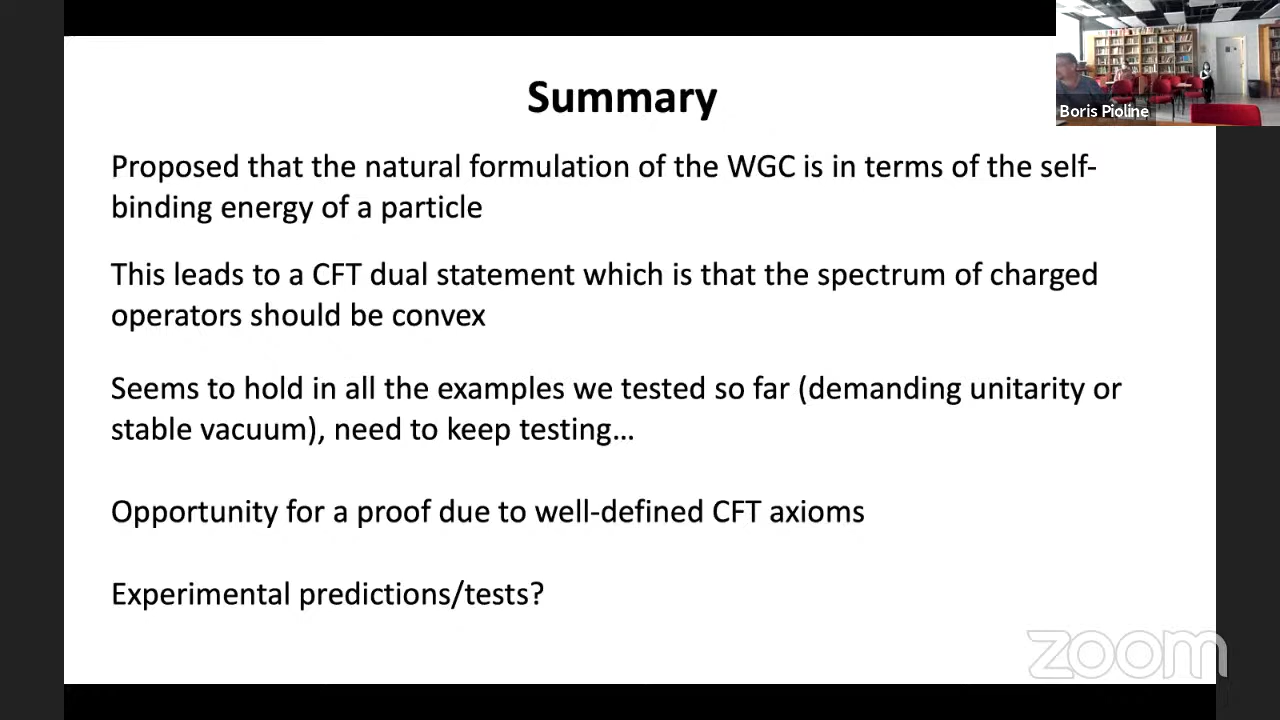 Summary
Boris Pioline
Proposed that the natural formulation of the WGC is in terms of the self-
binding energy of a particle
This leads to a CFT dual statement which is that the spectrum of charged
operators should be convex
Seems to hold in all the examples we tested so far (demanding unitarity or
stable vacuum), need to keep testing…
Opportunity for a proof due to well-defined CFT axioms
Experimental predictions/tests?
zoom